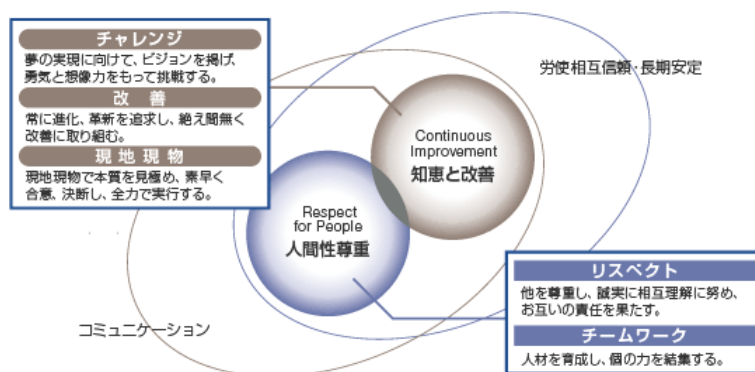 チャレンジ
夢の実現に向けて、ビジョンを掲げ、
勇気と想像力をもって挑戦する。
改善
常に進化、革新を追求し、絶え間無く
改善に取り組む。
現地現物
現地現物で本質を見極め、素早く
合意、決断し、全力で実行する。
労使相互信頼・長期安定
Continuous
Improvement
知恵と改善
Respect
for People
人間性尊重
コミュニケーション
リスペクト
他を尊重し、誠実に相互理解に努め、
お互いの責任を果たす。
チームワーク
人材を育成し、個の力を結集する。